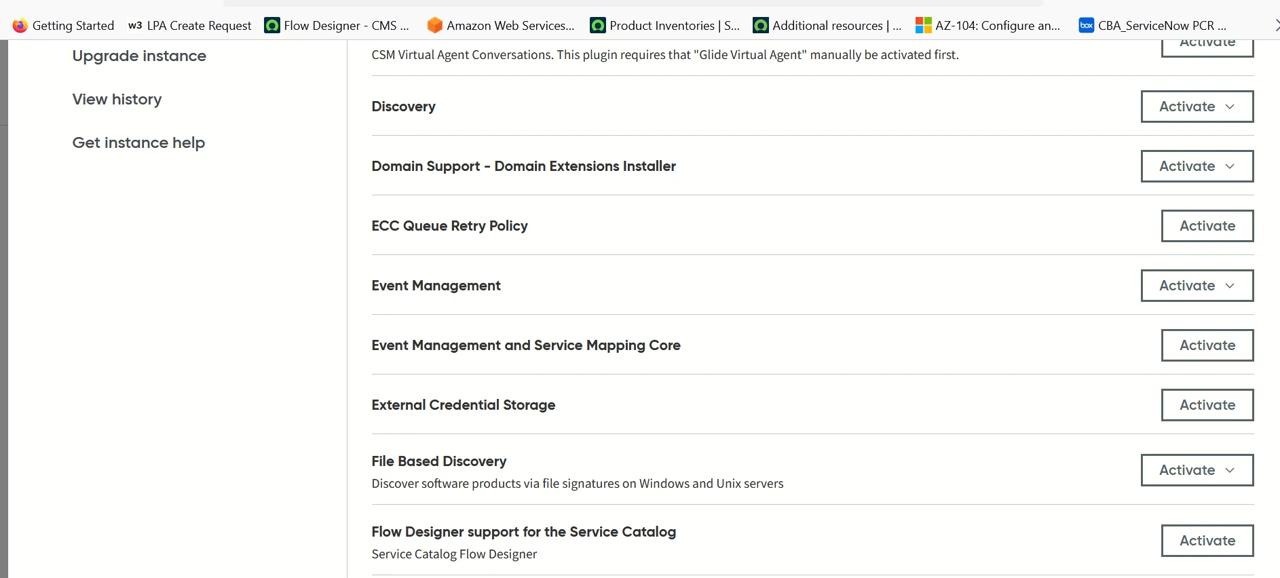 Getting Started
w3 LPA Create Request
Flow Designer - CMS ...
Amazon Web Services...
Product Inventories | S...
Additional resources | ...
AZ-104: Configure an...
box CBA_ServiceNow PCR ...
Upgrade instance
View history
Get instance help
CSM Virtual Agent Conversations. This plugin requires that "Glide Virtual Agent" manually be activated first.
Activate
Discovery
Activate
Domain Support - Domain Extensions Installer
Activate
ECC Queue Retry Policy
Activate
Event Management
Activate
Event Management and Service Mapping Core
Activate
External Credential Storage
Activate
File Based Discovery
Discover software products via file signatures on Windows and Unix servers
Activate
Flow Designer support for the Service Catalog
Service Catalog Flow Designer
Activate